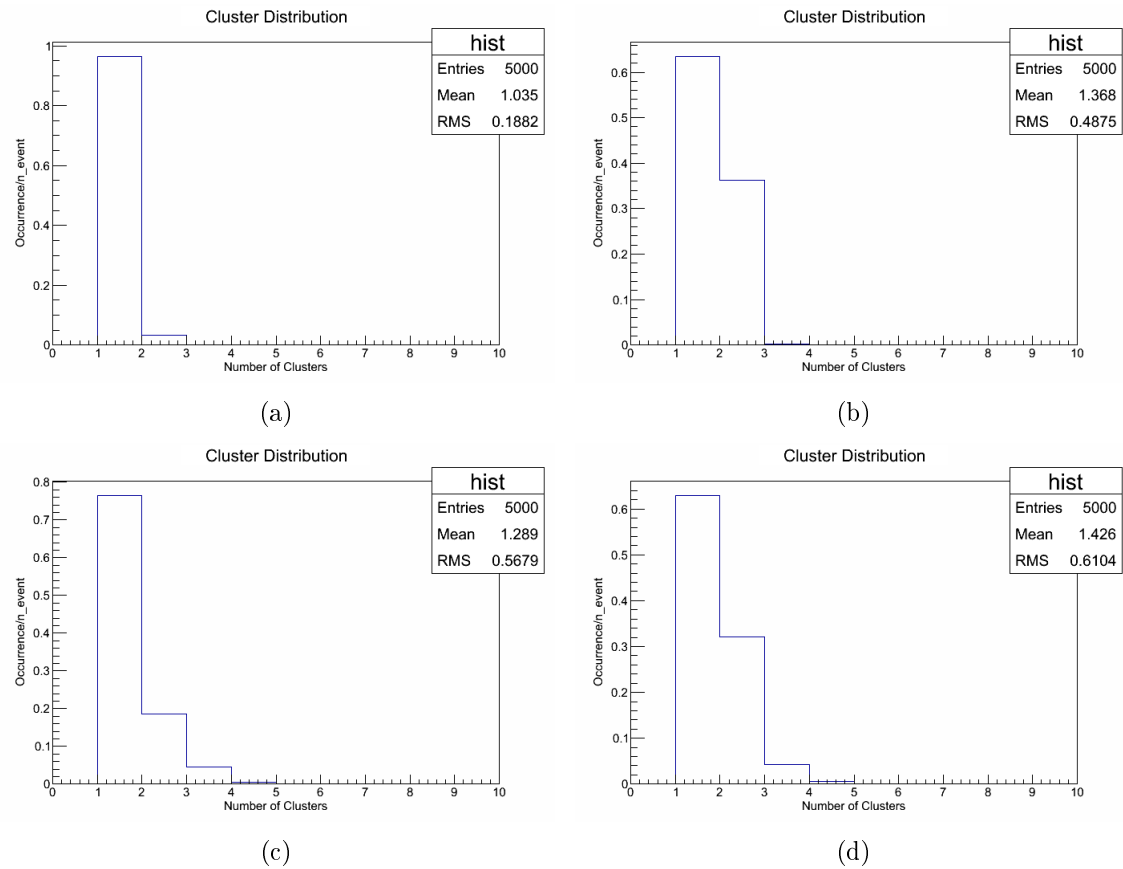 Cluster Distribution
hist
Entries 5000
Mean 1.035
RMS 0.1882
Occurrence/n_event
1
0.8
0.6
0.4
0.2
0
0 1 2 3 4 5 6 7 8 9 10
Number of Clusters
(a)
Cluster Distribution
hist
Entries 5000
Mean 1.368
RMS 0.4875
Occurrence/n_event
0.6
0.5
0.4
0.3
0.2
0.1
0
0 1 2 3 4 5 6 7 8 9 10
Number of Clusters
(b)
Cluster Distribution
hist
Entries 5000
Mean 1.289
RMS 0.5679
Occurrence/n_event
0.8
0.7
0.6
0.5
0.4
0.3
0.2
0.1
0
0 1 2 3 4 5 6 7 8 9 10
Number of Clusters
(c)
Cluster Distribution
hist
Entries 5000
Mean 1.426
RMS 0.6104
Occurrence/n_event
0.6
0.5
0.4
0.3
0.2
0.1
0
0 1 2 3 4 5 6 7 8 9 10
Number of Clusters
(d)